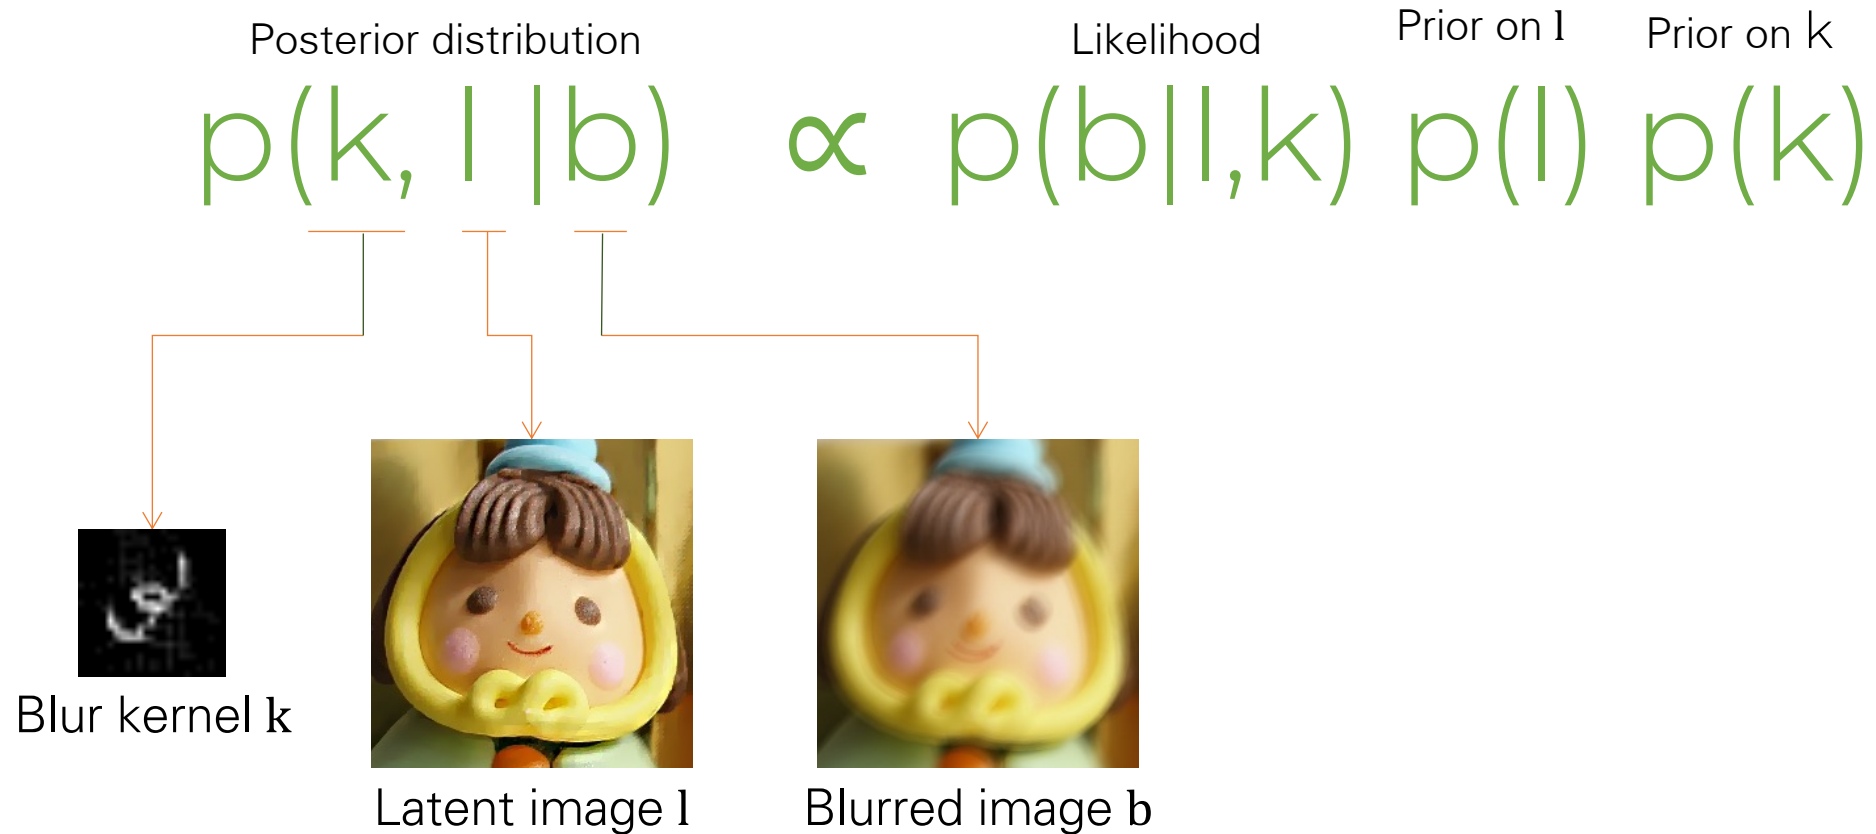 Posterior distribution Likelihood Prior on l Prior on k
p(k, l |b) ∝ p(b|l,k) p(l) p(k)
Blur kernel k
Latent image l Blurred image b